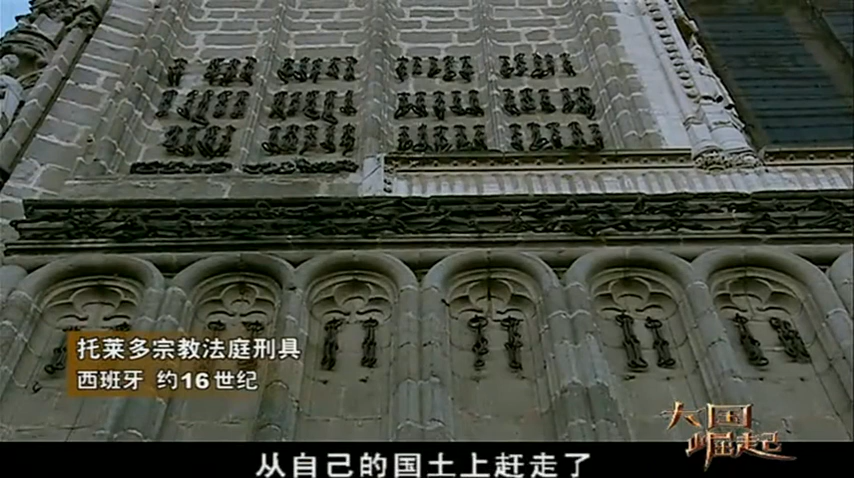 托莱多宗教法庭刑具
西班牙 约16世纪
大国
崛起
从自己的国土上赶走了